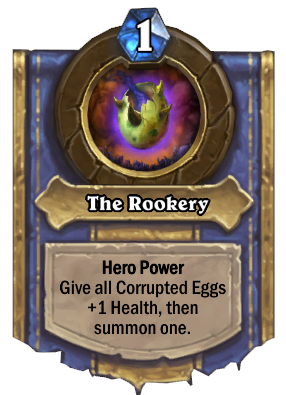 1
The Rookery
Hero Power
Give all Corrupted Eggs
+1 Health, then
summon one.